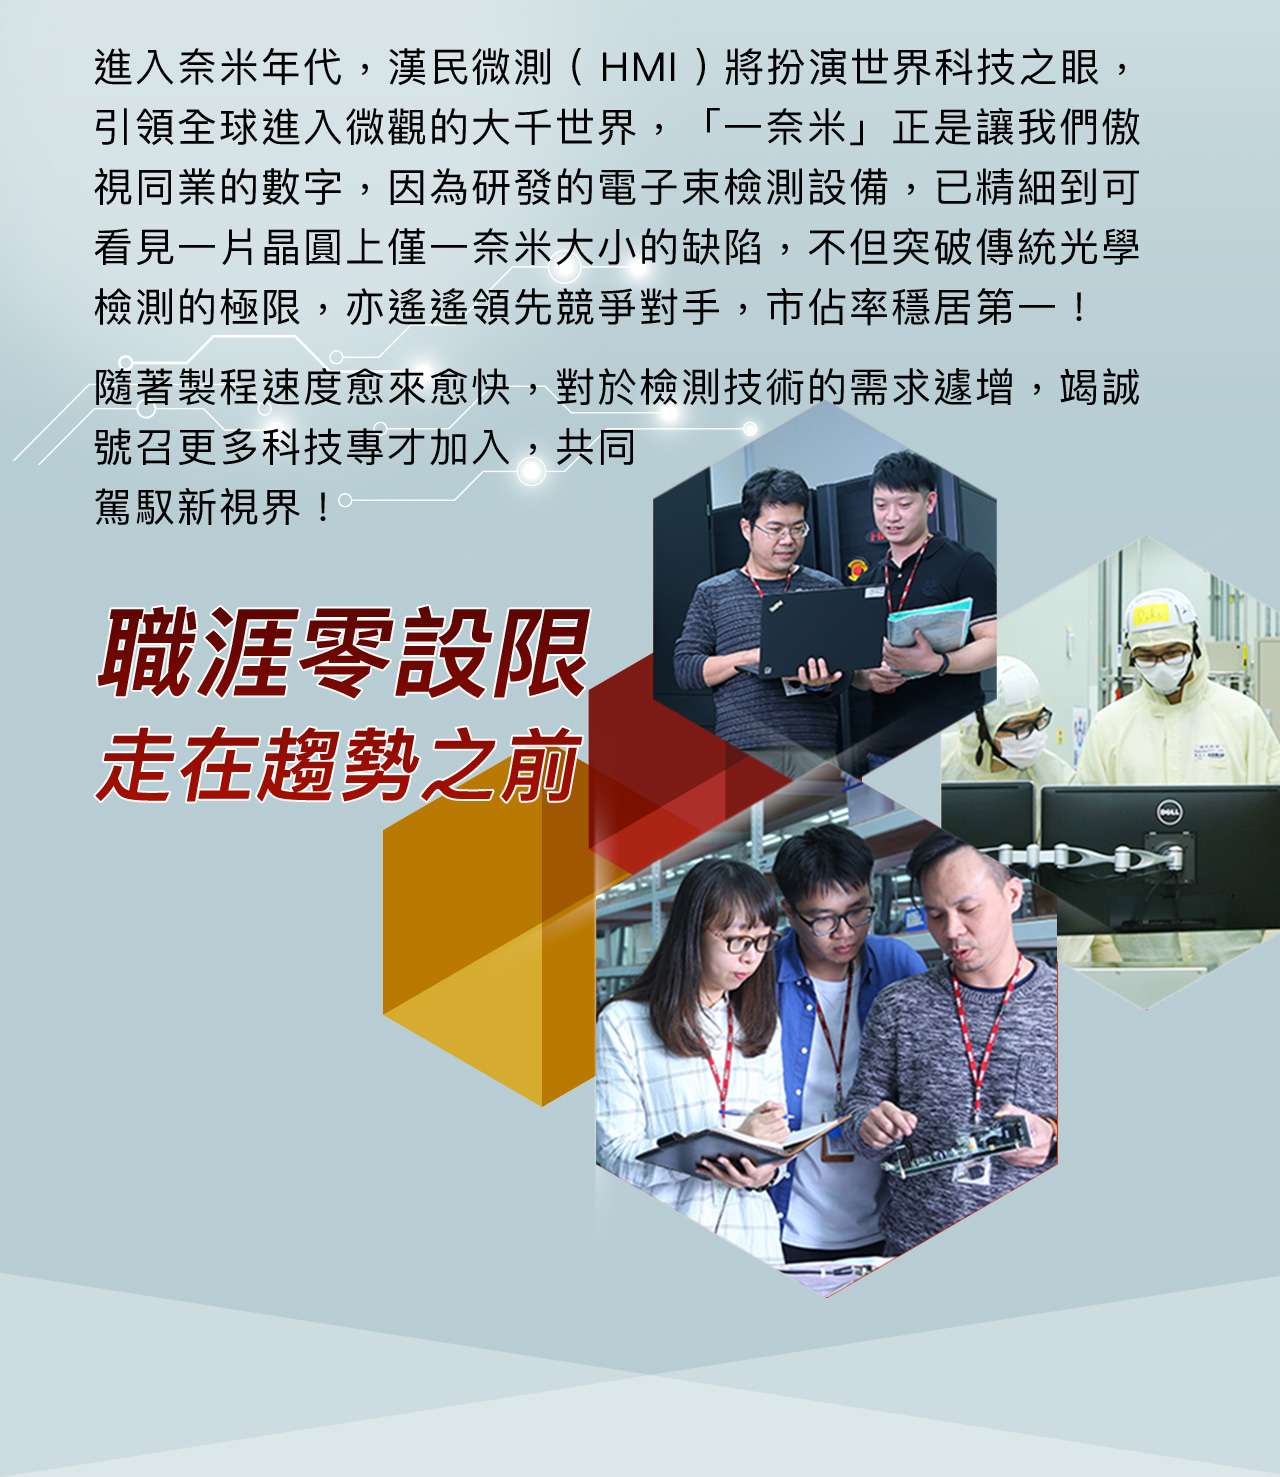 進入奈米年代，漢民微測（HMI）將扮演世界科技之眼，
引領全球進入微觀的大千世界，「一奈米」正是讓我們傲
視同業的數字，因為研發的電子束檢測設備，已精細到可
看見一片晶圓上僅一奈米大小的缺陷，不但突破傳統光學
檢測的極限，亦遙遙領先競爭對手，市佔率穩居第一！
隨著製程速度愈來愈快，對於檢測技術的需求遽增，竭誠
號召更多科技專才加入，共同
駕馭新視界！
職涯零設限
走在趨勢之前
DELL